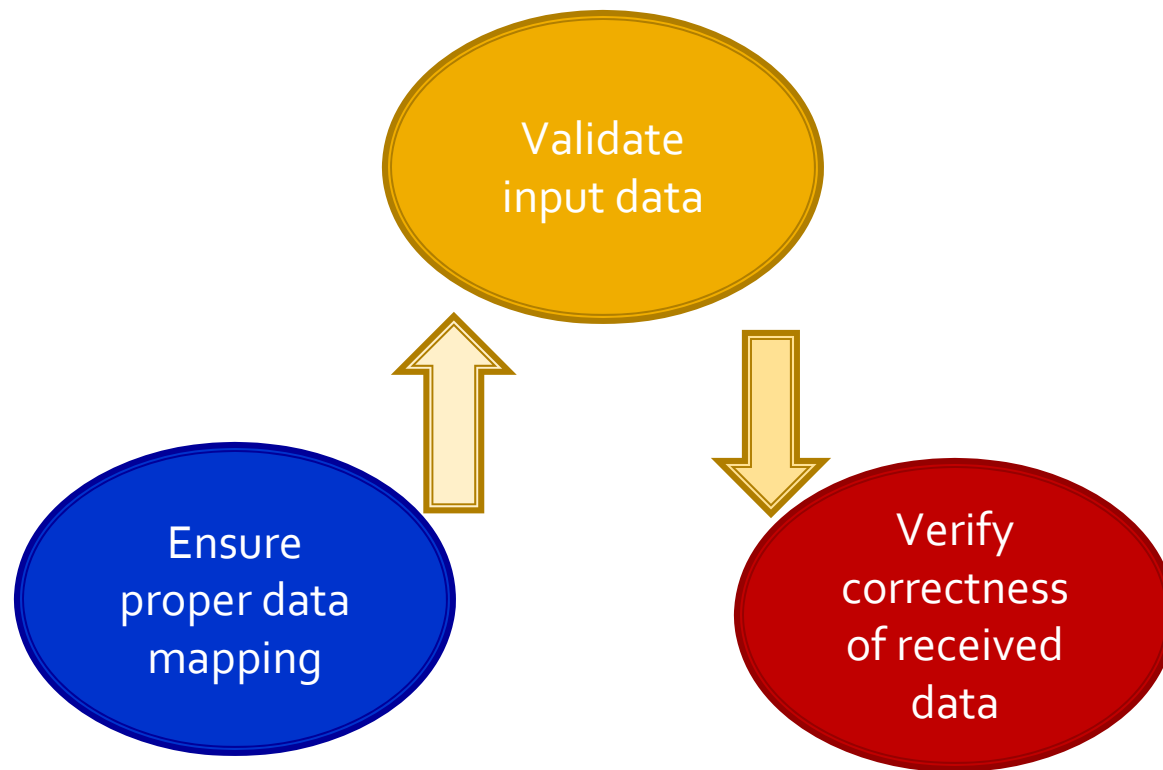 Validate
input data
Ensure
proper data
mapping
Verify
correctness
of received
data